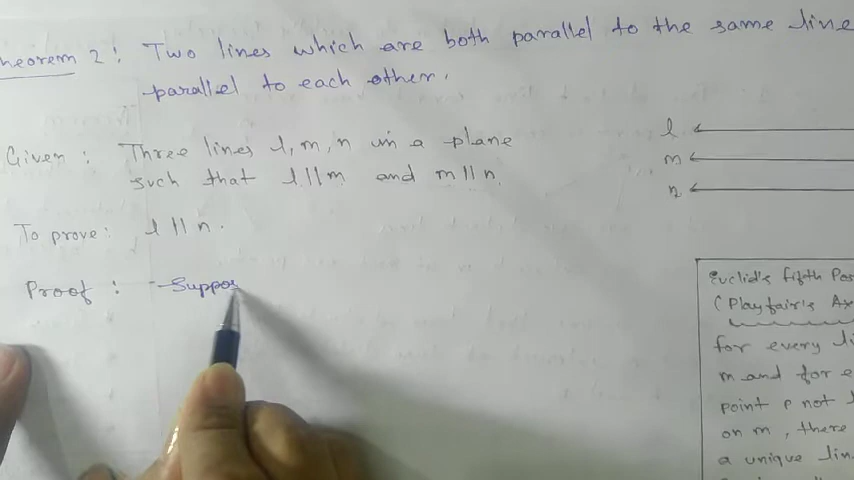 heorem 2: Two lines which are both parallel to the same line
parallel to each other.
Given: Three lines l, m, n in a plane
such that l || m and m || n.
To prove: l || n.
Proof: Suppos
l
m
n
Euclid's fifth Pos
(Playfair's Ax
for every li
m and for e
point P not l
on m, there
a unique lin